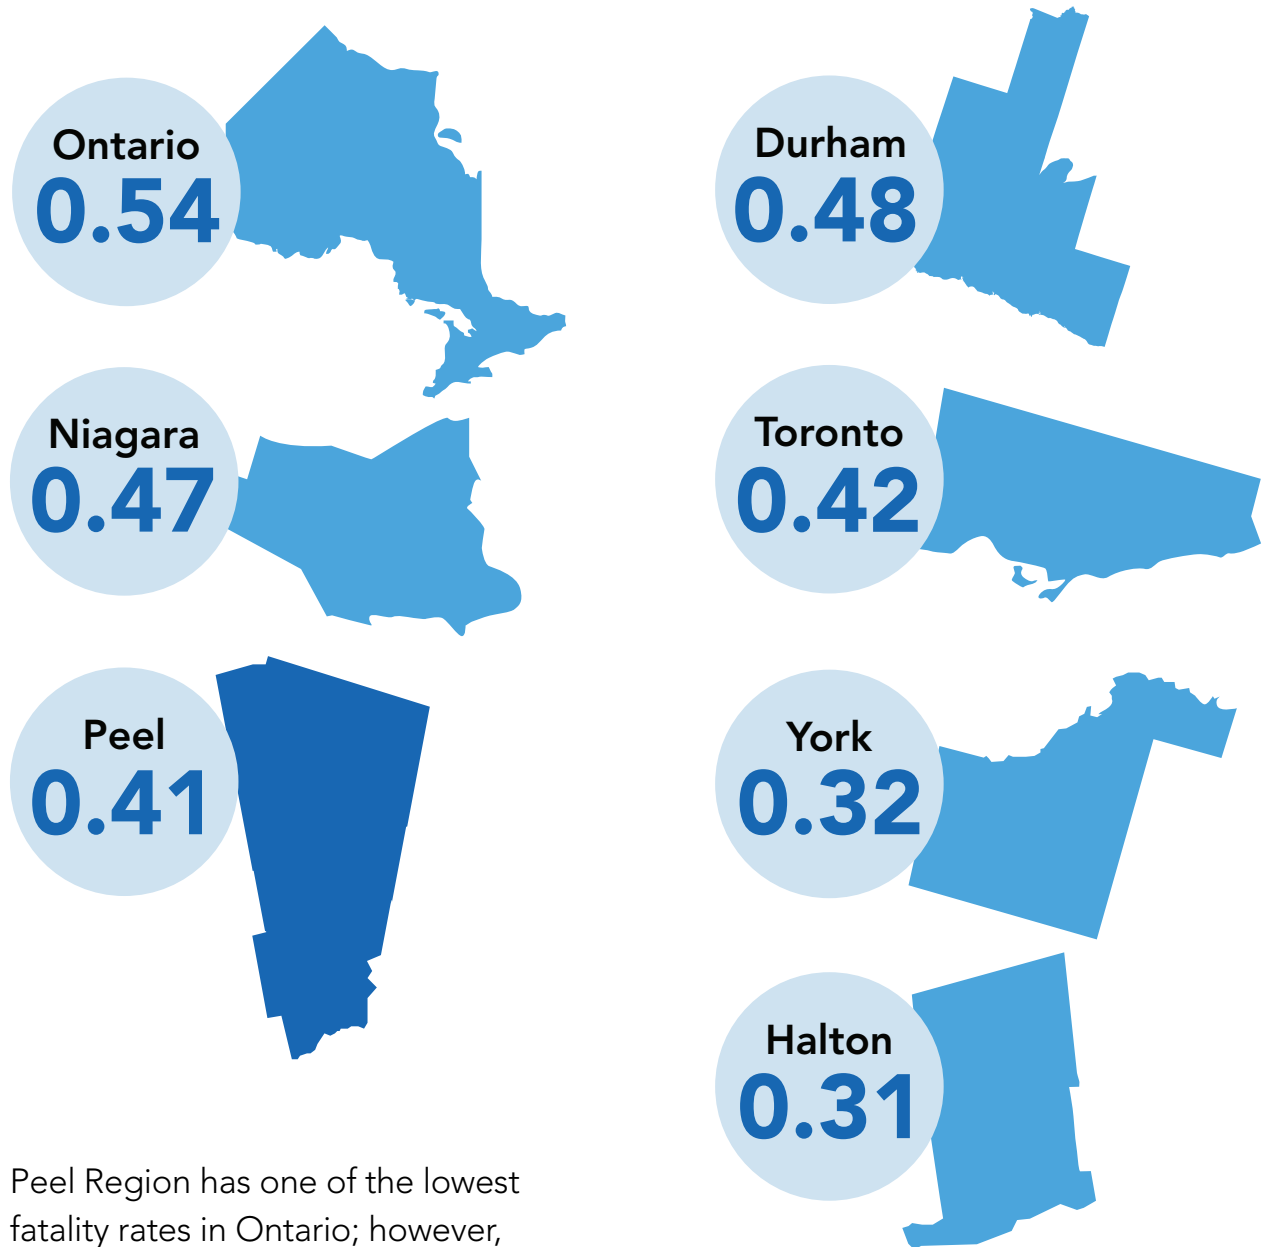 Ontario
0.54
Durham
0.48
Niagara
0.47
Toronto
0.42
Peel
0.41
York
0.32
Halton
0.31
Peel Region has one of the lowest
fatality rates in Ontario; however,